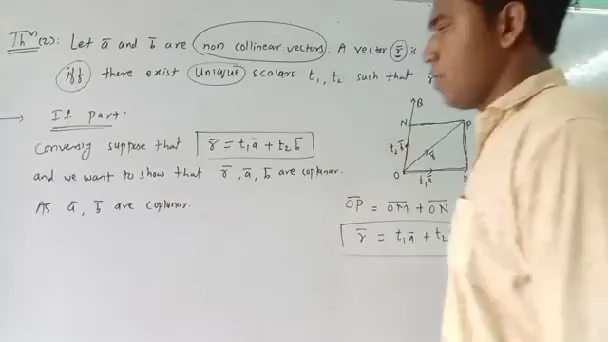 Thᵐ(2): Let ā and b̄ are non collinear vectors. A vector r̄ is
iff there exist Unique scalars t₁, t₂ such that
→ If part:
Conversly suppose that r̄ = t₁ā + t₂b̄
and we want to show that r̄, ā, b̄ are coplanar.
As ā, b̄ are coplanar.
B
N
P
t₂b̄
O
t₁ā
OP = OM + ON
r̄ = t₁ā + t₂